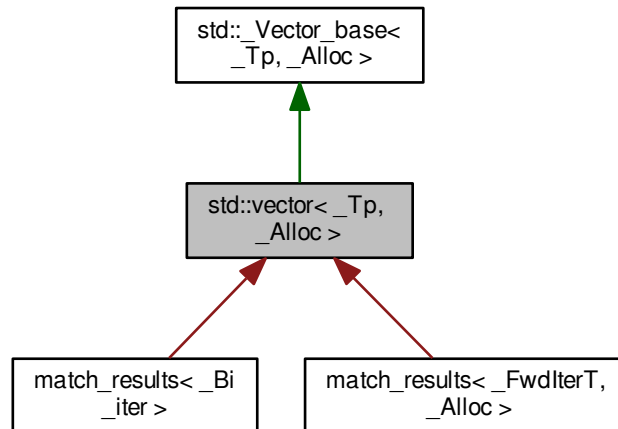 std::_Vector_base<
_Tp, _Alloc >
std::vector< _Tp,
_Alloc >
match_results< _Bi
_iter >
match_results< _FwdIterT,
_Alloc >